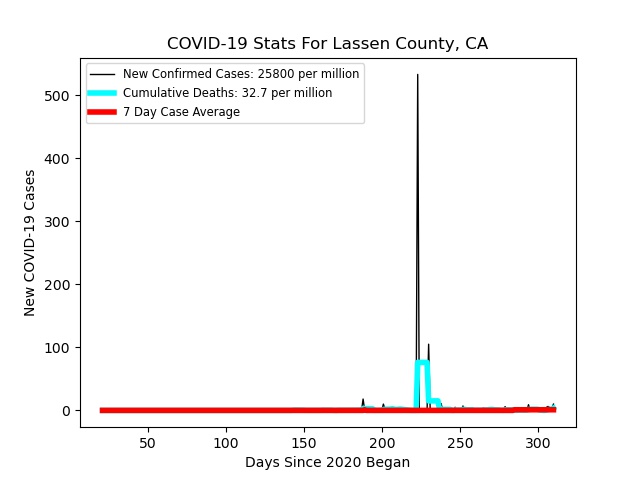 COVID-19 Stats For Lassen County, CA
New Confirmed Cases: 25800 per million
Cumulative Deaths: 32.7 per million
7 Day Case Average
New COVID-19 Cases
500
400
300
200
100
0
50 100 150 200 250 300
Days Since 2020 Began